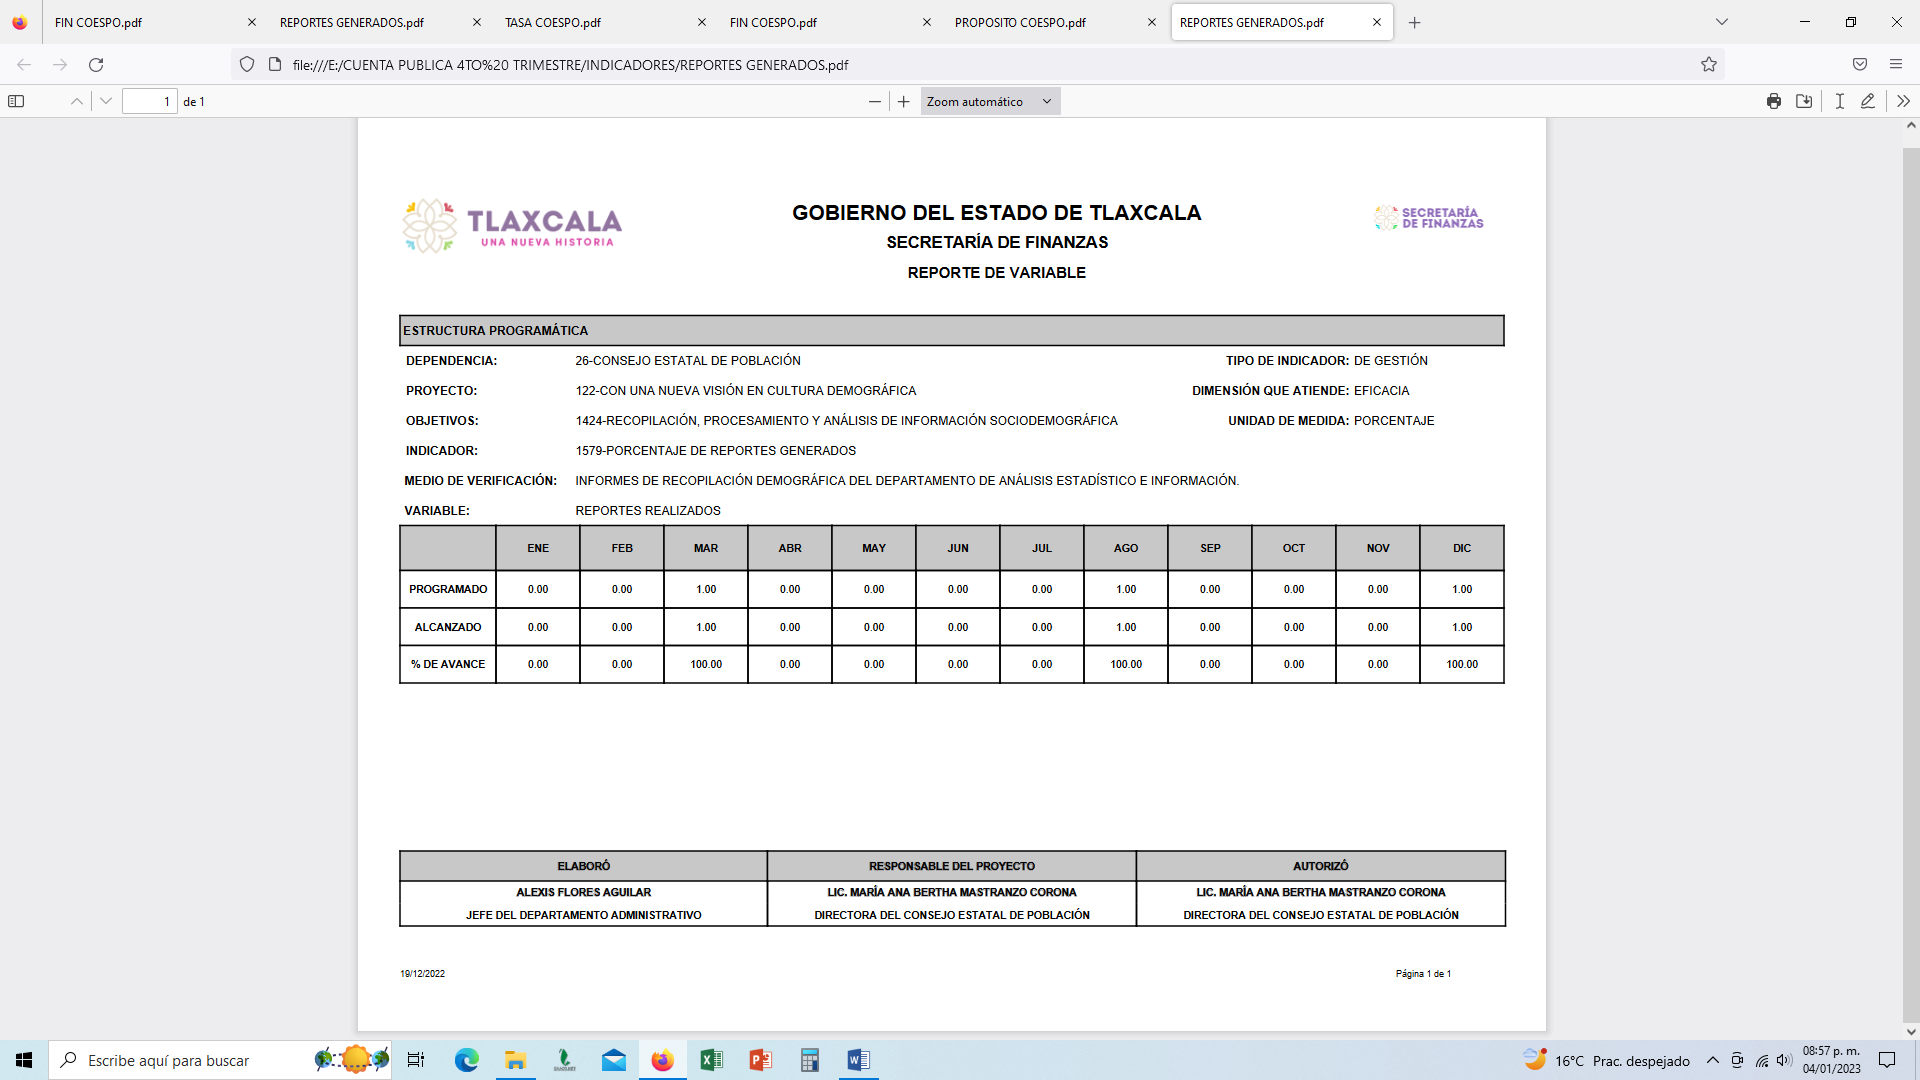 FIN COESPO.pdf
REPORTES GENERADOS.pdf
TASA COESPO.pdf
FIN COESPO.pdf
PROPOSITO COESPO.pdf
REPORTES GENERADOS.pdf
file:///E:/CUENTA PUBLICA 4TO%20 TRIMESTRE/INDICADORES/REPORTES GENERADOS.pdf
1 de 1
Zoom automático
TLAXCALA
UNA NUEVA HISTORIA
GOBIERNO DEL ESTADO DE TLAXCALA
SECRETARÍA DE FINANZAS
REPORTE DE VARIABLE
SECRETARÍA
DE FINANZAS
ESTRUCTURA PROGRAMÁTICA
DEPENDENCIA: 26-CONSEJO ESTATAL DE POBLACIÓN TIPO DE INDICADOR: DE GESTIÓN
PROYECTO: 122-CON UNA NUEVA VISIÓN EN CULTURA DEMOGRÁFICA DIMENSIÓN QUE ATIENDE: EFICACIA
OBJETIVOS: 1424-RECOPILACIÓN, PROCESAMIENTO Y ANÁLISIS DE INFORMACIÓN SOCIODEMOGRÁFICA UNIDAD DE MEDIDA: PORCENTAJE
INDICADOR: 1579-PORCENTAJE DE REPORTES GENERADOS
MEDIO DE VERIFICACIÓN: INFORMES DE RECOPILACIÓN DEMOGRÁFICA DEL DEPARTAMENTO DE ANÁLISIS ESTADÍSTICO E INFORMACIÓN.
VARIABLE: REPORTES REALIZADOS
ENE FEB MAR ABR MAY JUN JUL AGO SEP OCT NOV DIC
PROGRAMADO 0.00 0.00 1.00 0.00 0.00 0.00 0.00 1.00 0.00 0.00 0.00 1.00
ALCANZADO 0.00 0.00 1.00 0.00 0.00 0.00 0.00 1.00 0.00 0.00 0.00 1.00
% DE AVANCE 0.00 0.00 100.00 0.00 0.00 0.00 0.00 100.00 0.00 0.00 0.00 100.00
ELABORÓ RESPONSABLE DEL PROYECTO AUTORIZÓ
ALEXIS FLORES AGUILAR LIC. MARÍA ANA BERTHA MASTRANZO CORONA LIC. MARÍA ANA BERTHA MASTRANZO CORONA
JEFE DEL DEPARTAMENTO ADMINISTRATIVO DIRECTORA DEL CONSEJO ESTATAL DE POBLACIÓN DIRECTORA DEL CONSEJO ESTATAL DE POBLACIÓN
19/12/2022 Página 1 de 1
Escribe aquí para buscar
16°C Prac. despejado
08:57 p. m.
04/01/2023